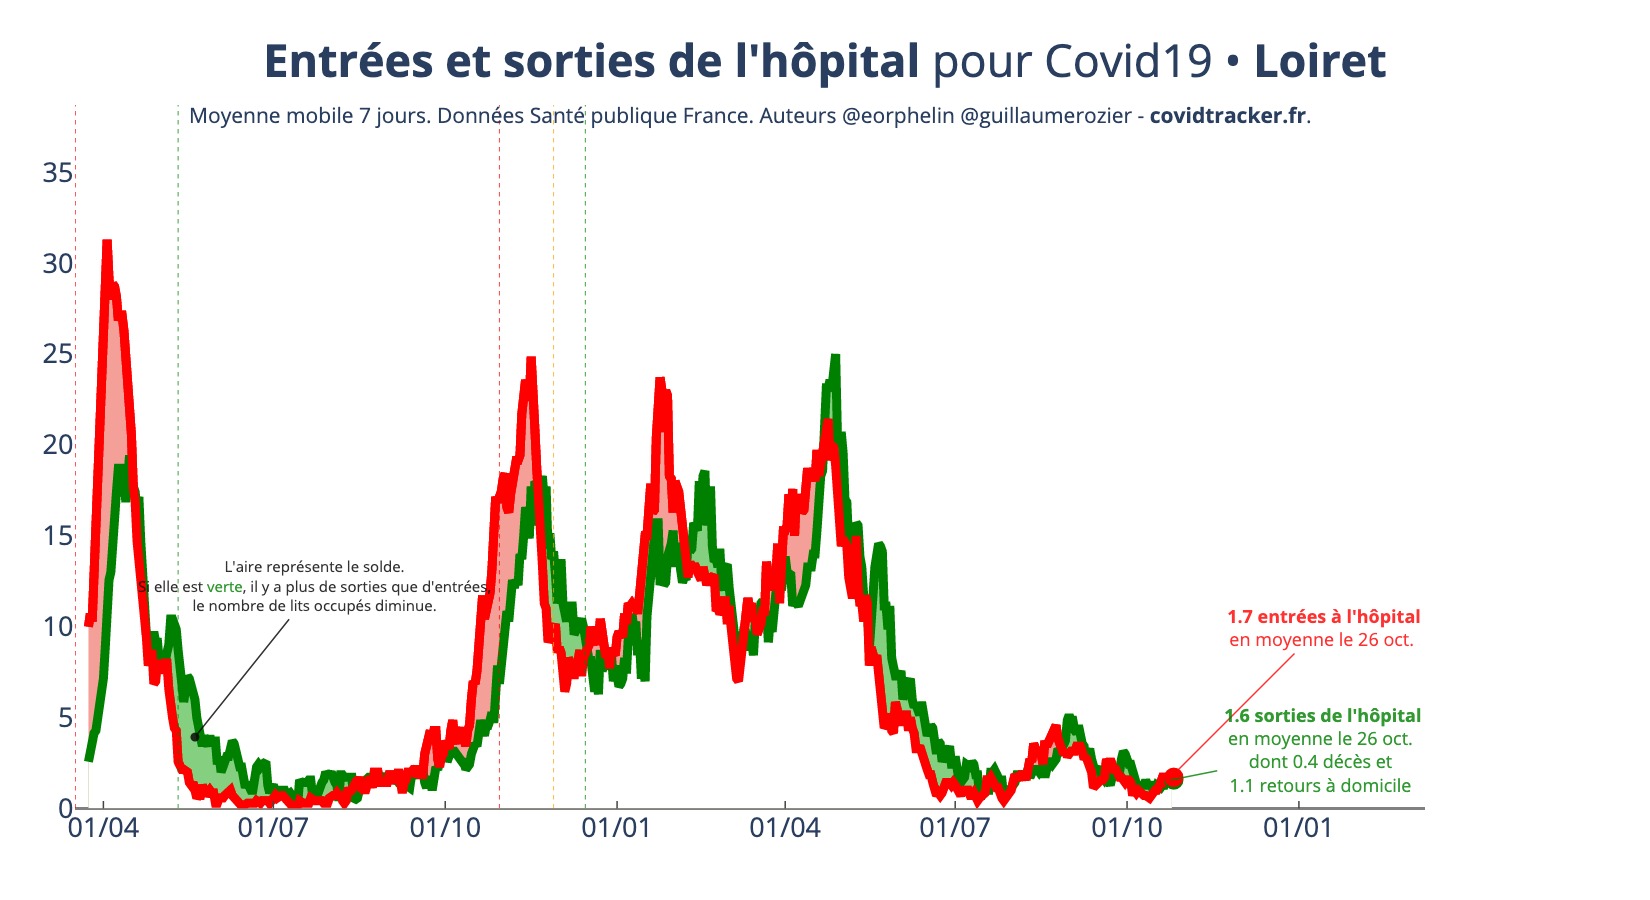 Entrées et sorties de l'hôpital pour Covid19 • Loiret
Moyenne mobile 7 jours. Données Santé publique France. Auteurs @eorphelin @guillaumerozier - covidtracker.fr.
35
30
25
20
15
10
5
0
L'aire représente le solde.
Si elle est verte, il y a plus de sorties que d'entrées,
le nombre de lits occupés diminue.
1.7 entrées à l'hôpital
en moyenne le 26 oct.
1.6 sorties de l'hôpital
en moyenne le 26 oct.
dont 0.4 décès et
1.1 retours à domicile
01/04
01/07
01/10
01/01
01/04
01/07
01/10
01/01